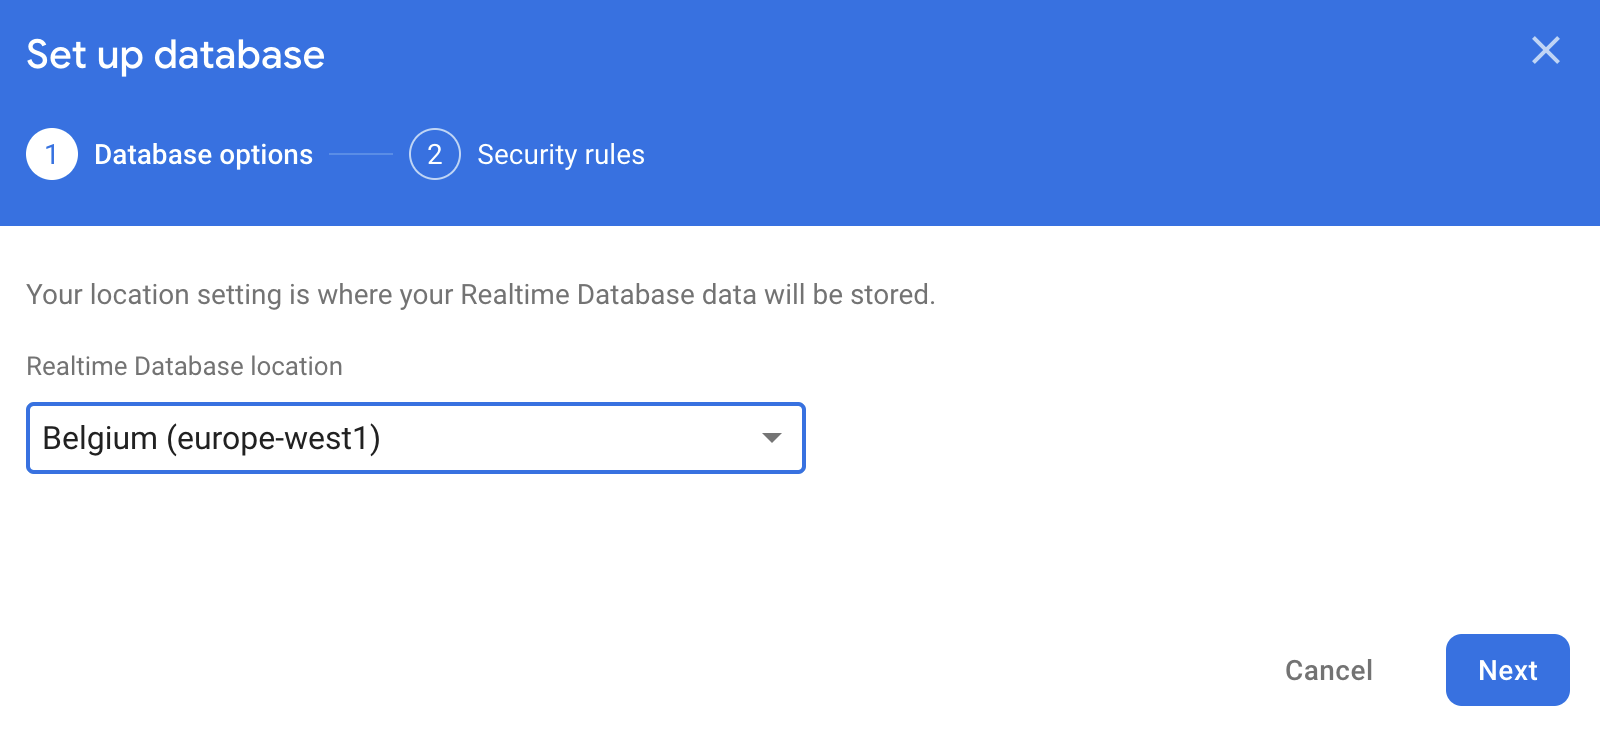 Set up database
1 Database options 2 Security rules
Your location setting is where your Realtime Database data will be stored.
Realtime Database location
Belgium (europe-west1)
Cancel Next